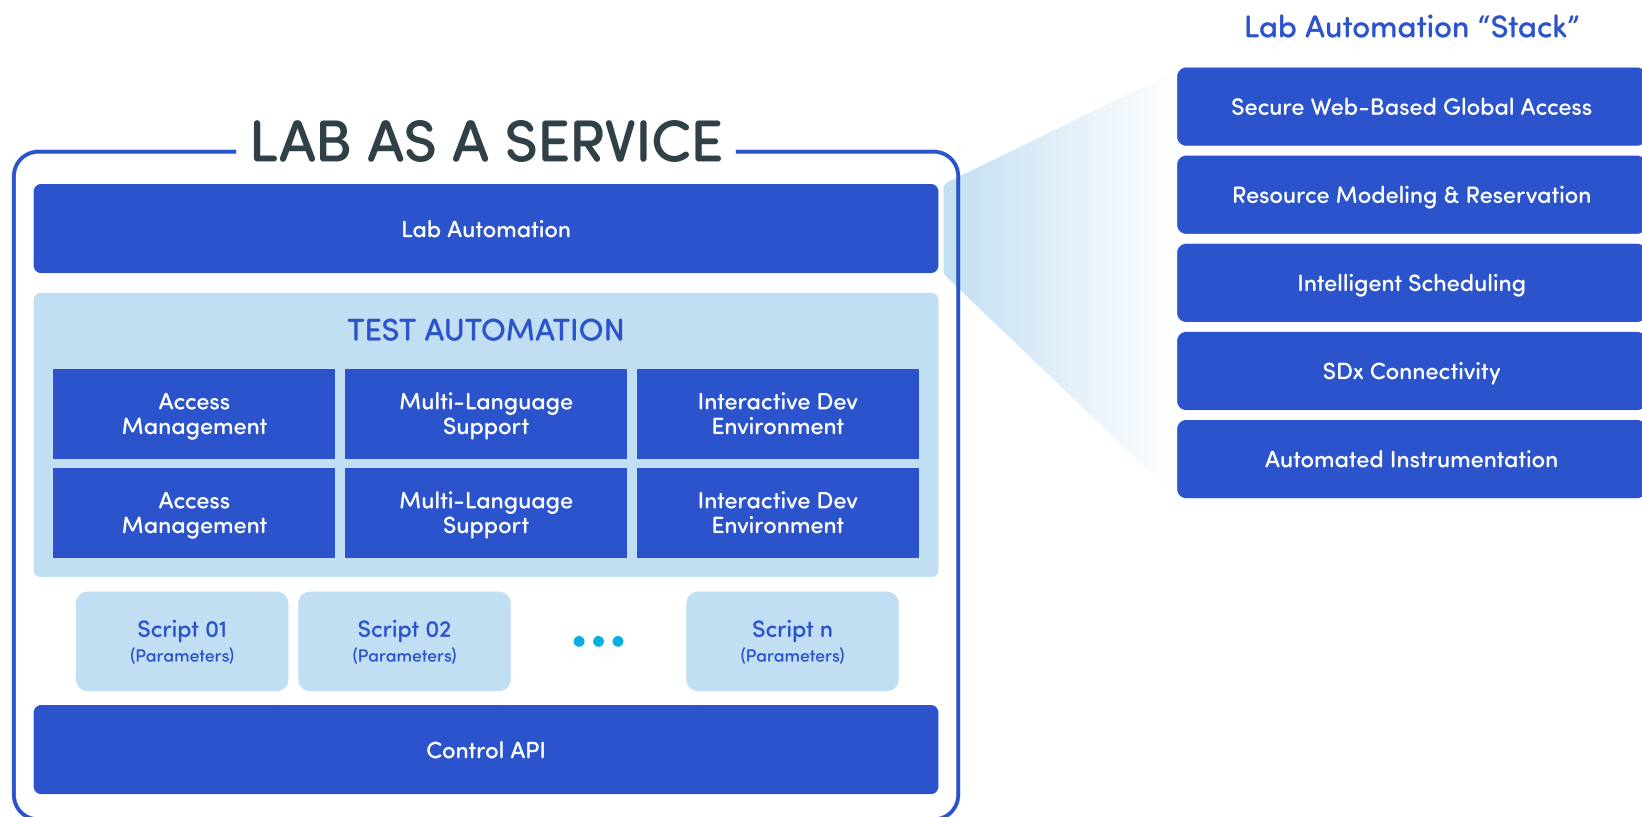 Lab Automation “Stack”
Secure Web-Based Global Access
Resource Modeling & Reservation
Intelligent Scheduling
SDx Connectivity
Automated Instrumentation
LAB AS A SERVICE
Lab Automation
TEST AUTOMATION
Access
Management
Multi-Language
Support
Interactive Dev
Environment
Access
Management
Multi-Language
Support
Interactive Dev
Environment
Script 01
(Parameters)
Script 02
(Parameters)
•••
Script n
(Parameters)
Control API